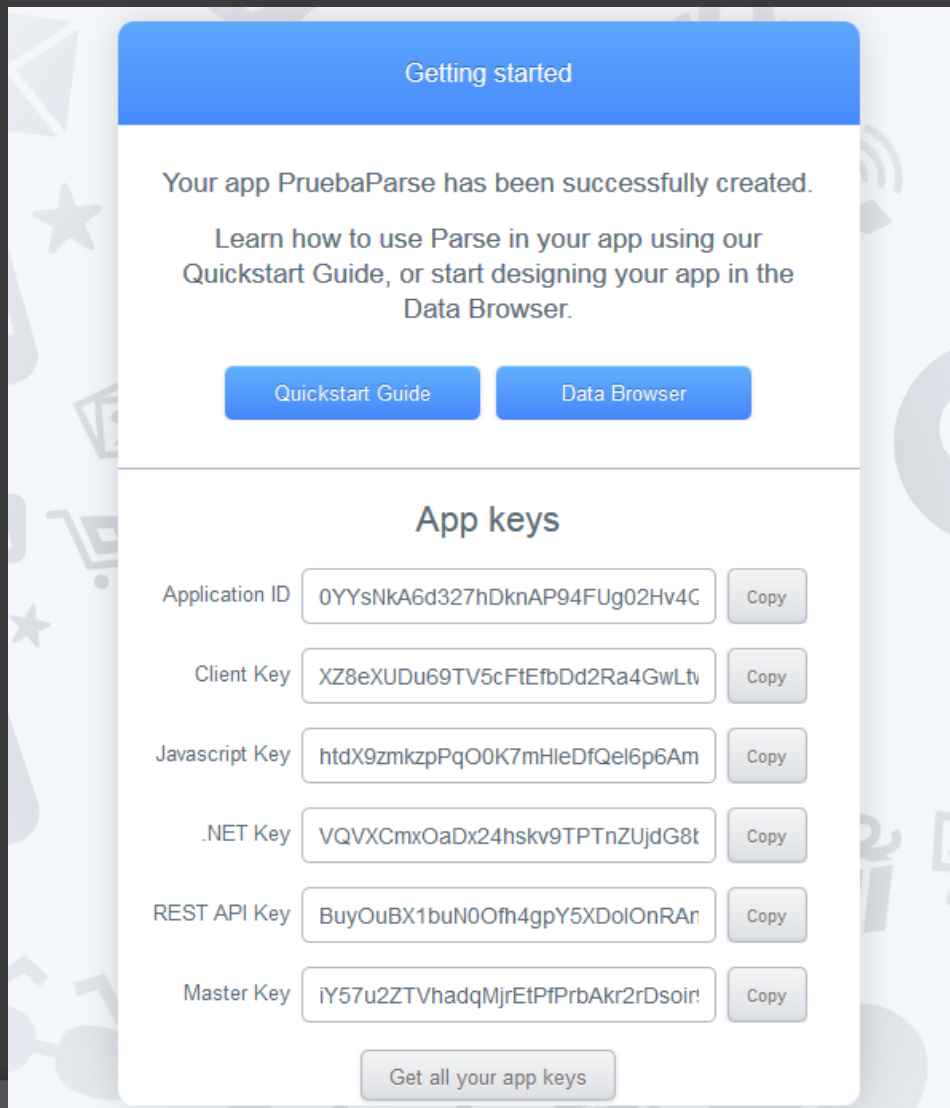 Getting started
Your app PruebaParse has been successfully created.
Learn how to use Parse in your app using our
Quickstart Guide, or start designing your app in the
Data Browser.
Quickstart Guide
Data Browser
App keys
Application ID
0YYsNkA6d327hDknAP94FUg02Hv4
Copy
Client Key
XZ8eXUDu69TV5cFtEfbDd2Ra4GwLt
Copy
Javascript Key
htdX9zmkzpPqO0K7mHleDfQel6p6Am
Copy
.NET Key
VQVXCmxOaDx24hskv9TPTnZUjdG8
Copy
REST API Key
BuyOuBX1buN0Ofh4gpY5XDolOnRA
Copy
Master Key
iY57u2ZTVhadqMjrEtPfPrbAkr2rDsoir
Copy
Get all your app keys